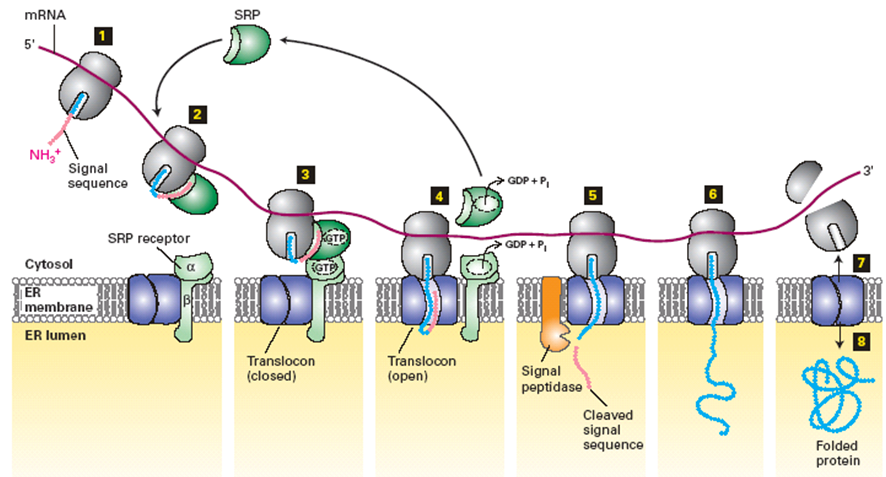 mRNA
5'
1
SRP
2
NH3+
Signal
sequence
3
4
GDP + Pi
5
6
3'
SRP receptor
α
β
GTP
GTP
GDP + Pi
Cytosol
ER
membrane
ER lumen
7
8
Translocon
(closed)
Translocon
(open)
Signal
peptidase
Cleaved
signal
sequence
Folded
protein